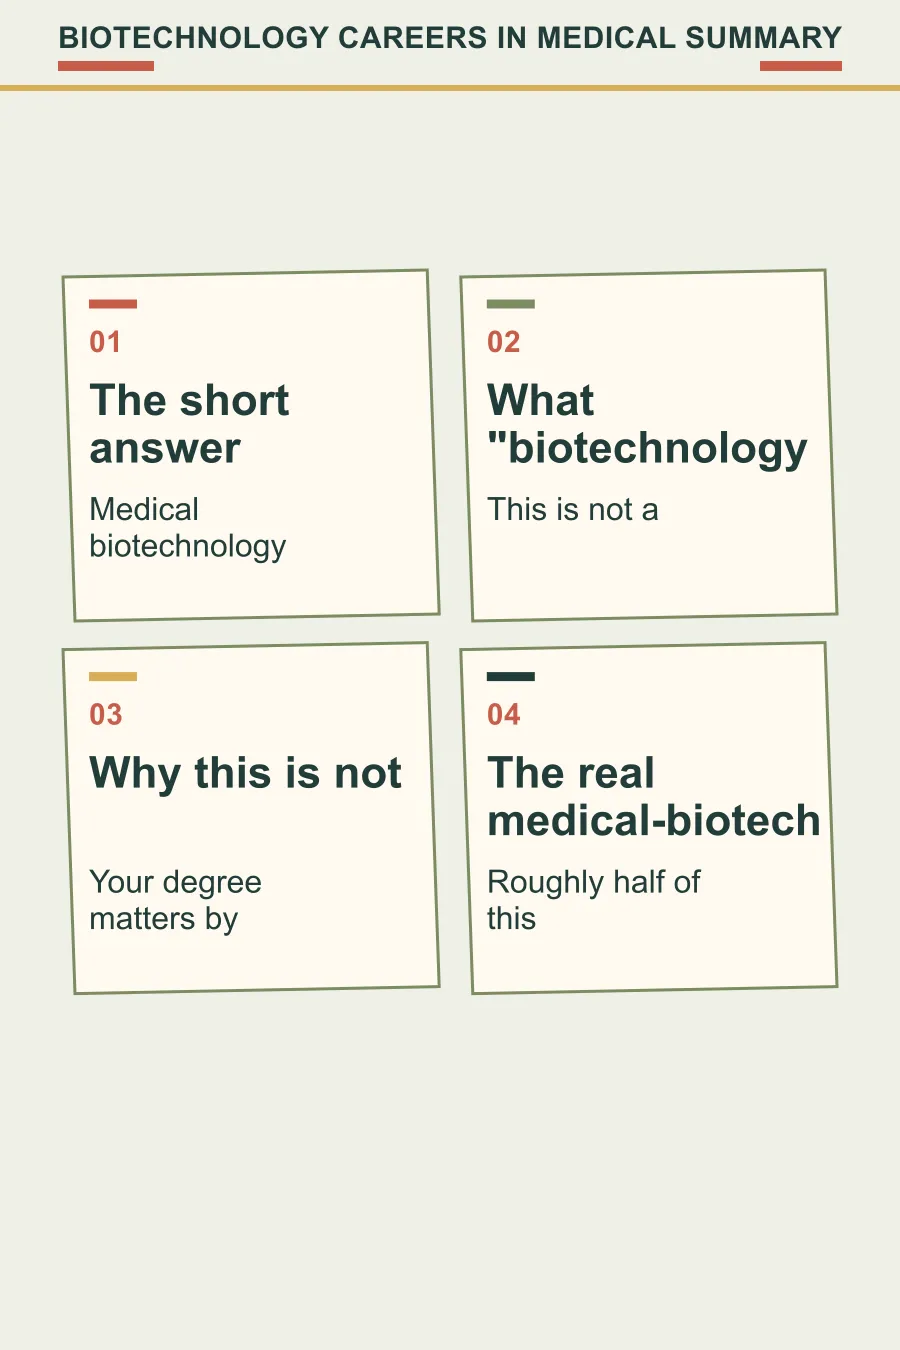 BIOTECHNOLOGY CAREERS IN MEDICAL SUMMARY
01
The short
answer
Medical
biotechnology
02
What
"biotechnology
This is not a
03
Why this is not
Your degree
matters by
04
The real
medical-biotech
Roughly half of
this